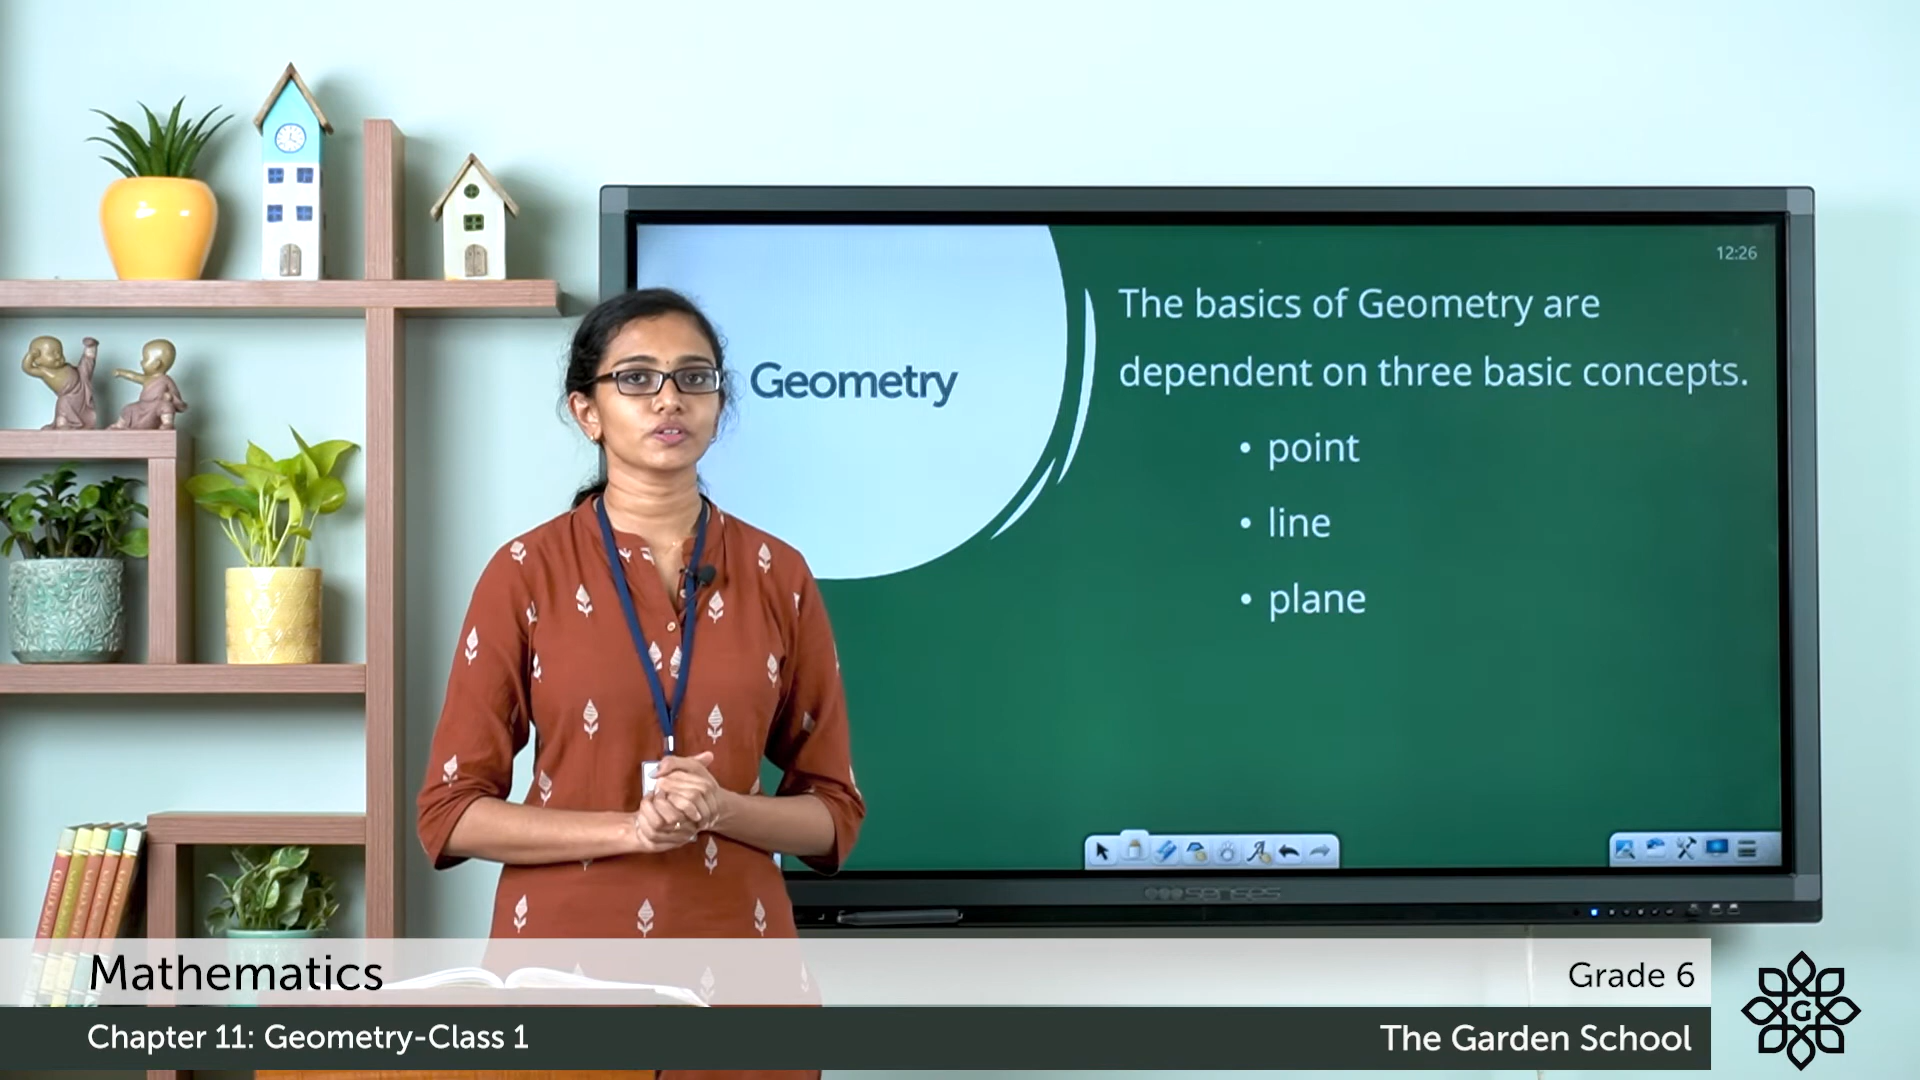 12:26
Geometry
The basics of Geometry are
dependent on three basic concepts.
• point
• line
• plane
senses
Mathematics
Grade 6
Chapter 11: Geometry-Class 1
The Garden School
G